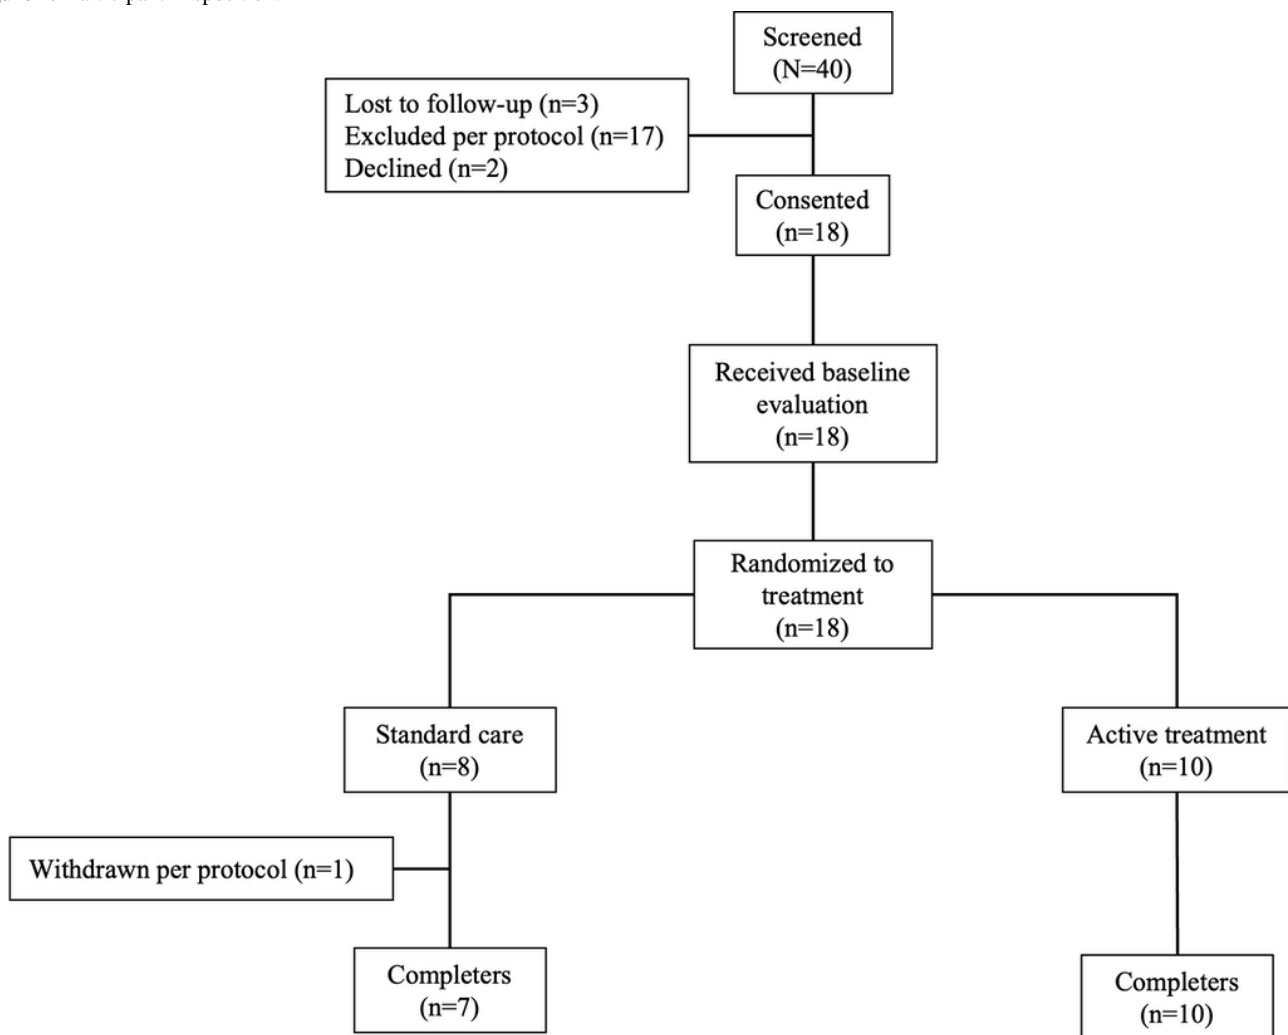 Screened
(N=40)
Lost to follow-up (n=3)
Excluded per protocol (n=17)
Declined (n=2)
Consented
(n=18)
Received baseline
evaluation
(n=18)
Randomized to
treatment
(n=18)
Standard care
(n=8)
Active treatment
(n=10)
Withdrawn per protocol (n=1)
Completers
(n=7)
Completers
(n=10)